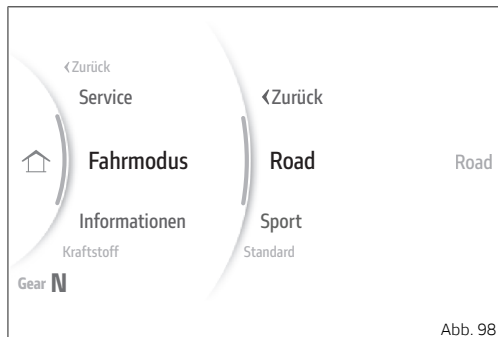 Zurück
Service
Zurück
Fahrmodus
Road
Road
Informationen
Sport
Kraftstoff
Standard
Gear N
Abb. 98